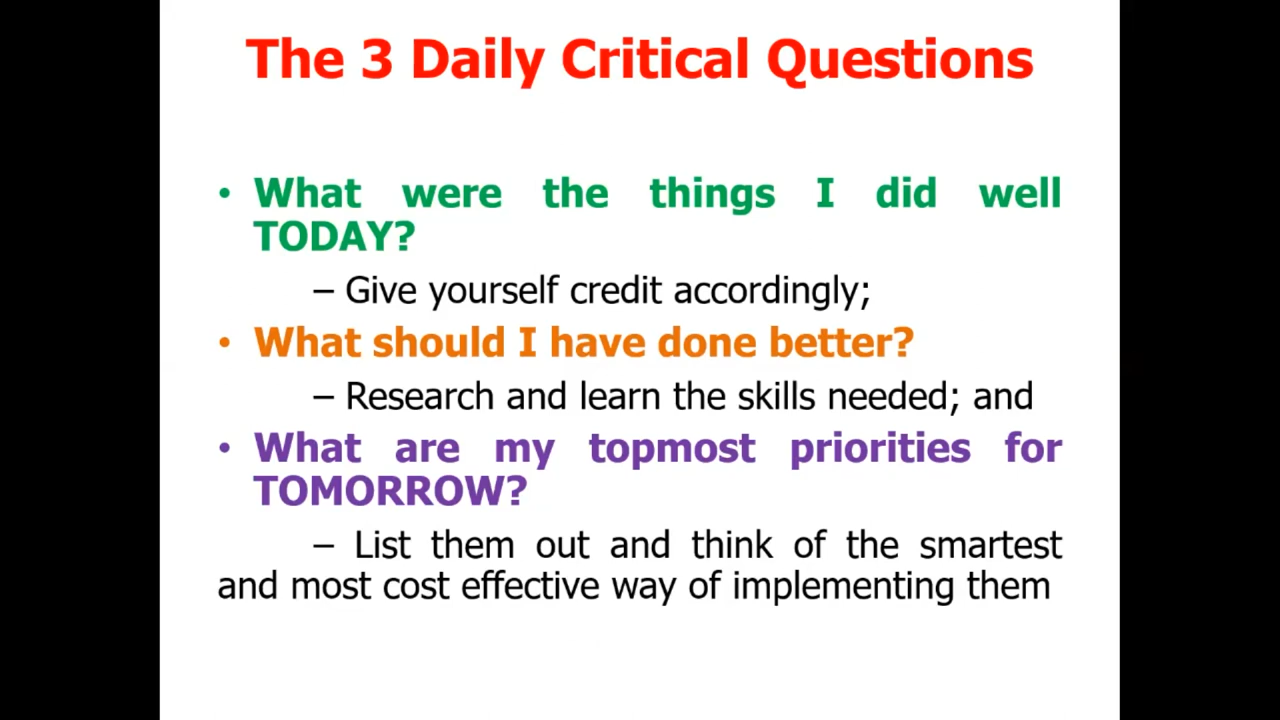 The 3 Daily Critical Questions
• What were the things I did well
TODAY?
– Give yourself credit accordingly;
• What should I have done better?
– Research and learn the skills needed; and
• What are my topmost priorities for
TOMORROW?
– List them out and think of the smartest
and most cost effective way of implementing them